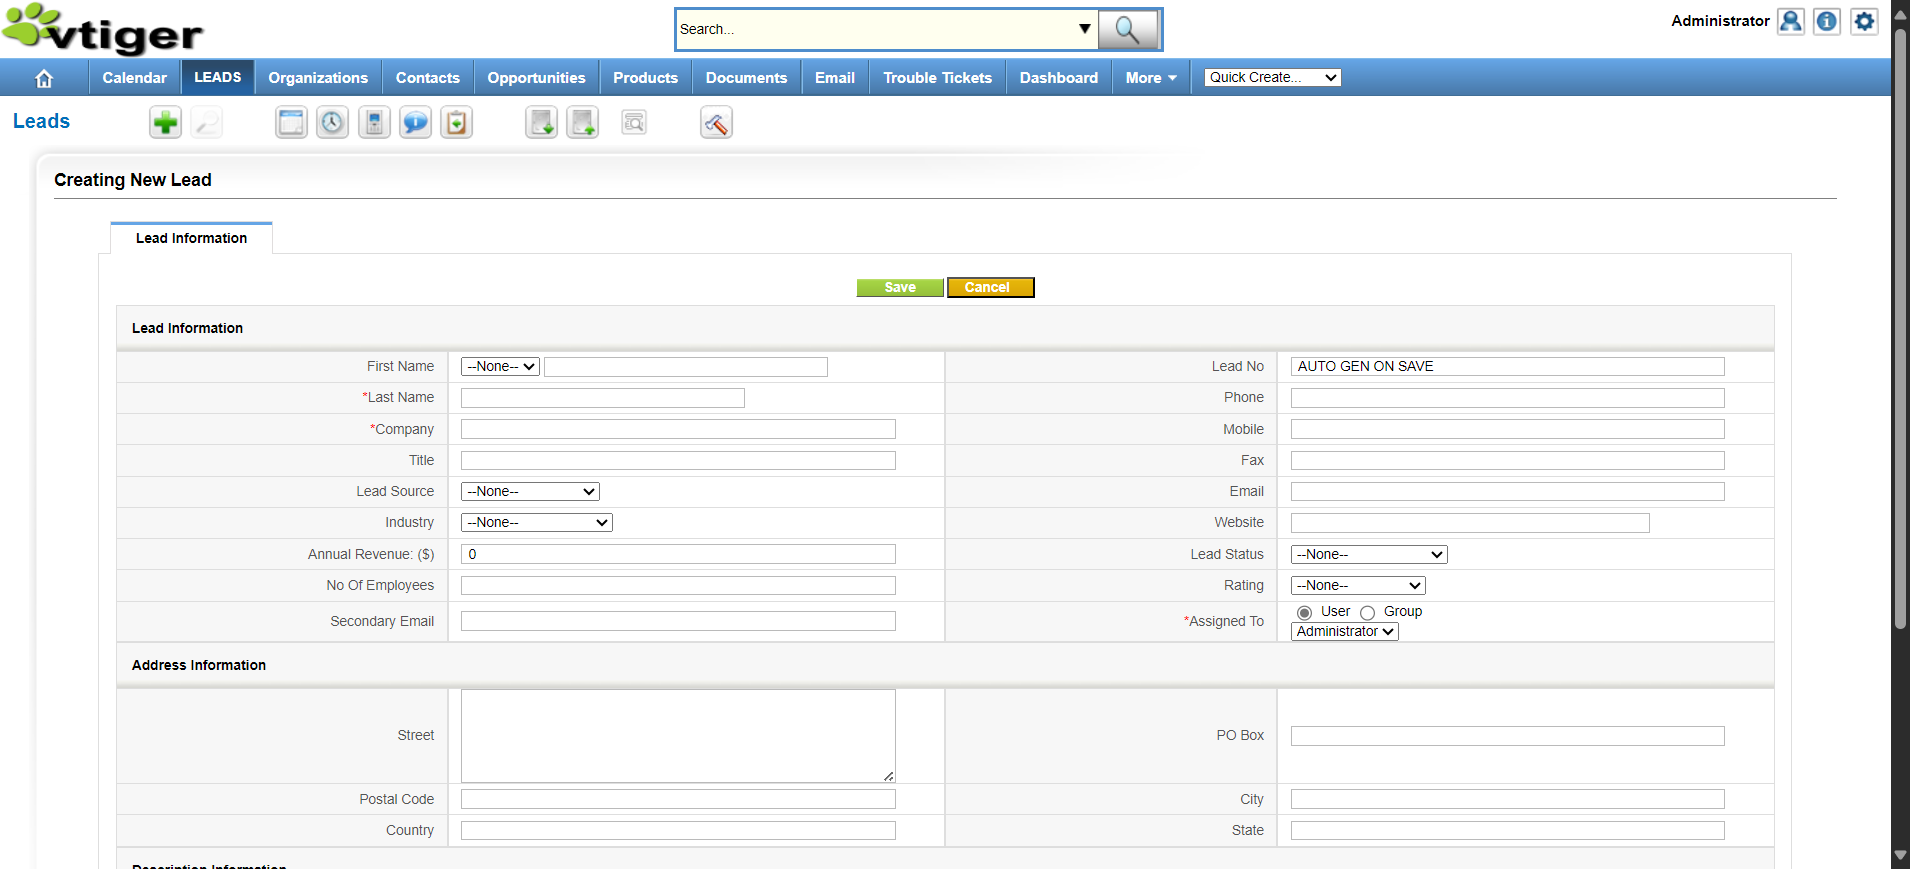 vtiger
Search...
Administrator
Calendar LEADS Organizations Contacts Opportunities Products Documents Email Trouble Tickets Dashboard More Quick Create...
Leads
Creating New Lead
Lead Information
Save Cancel
Lead Information
First Name --None-- Lead No AUTO GEN ON SAVE
*Last Name Phone
*Company Mobile
Title Fax
Lead Source --None-- Email
Industry --None-- Website
Annual Revenue: ($) 0 Lead Status --None--
No Of Employees Rating --None--
Secondary Email *Assigned To User Group
Administrator
Address Information
Street PO Box
Postal Code City
Country State
Description Information